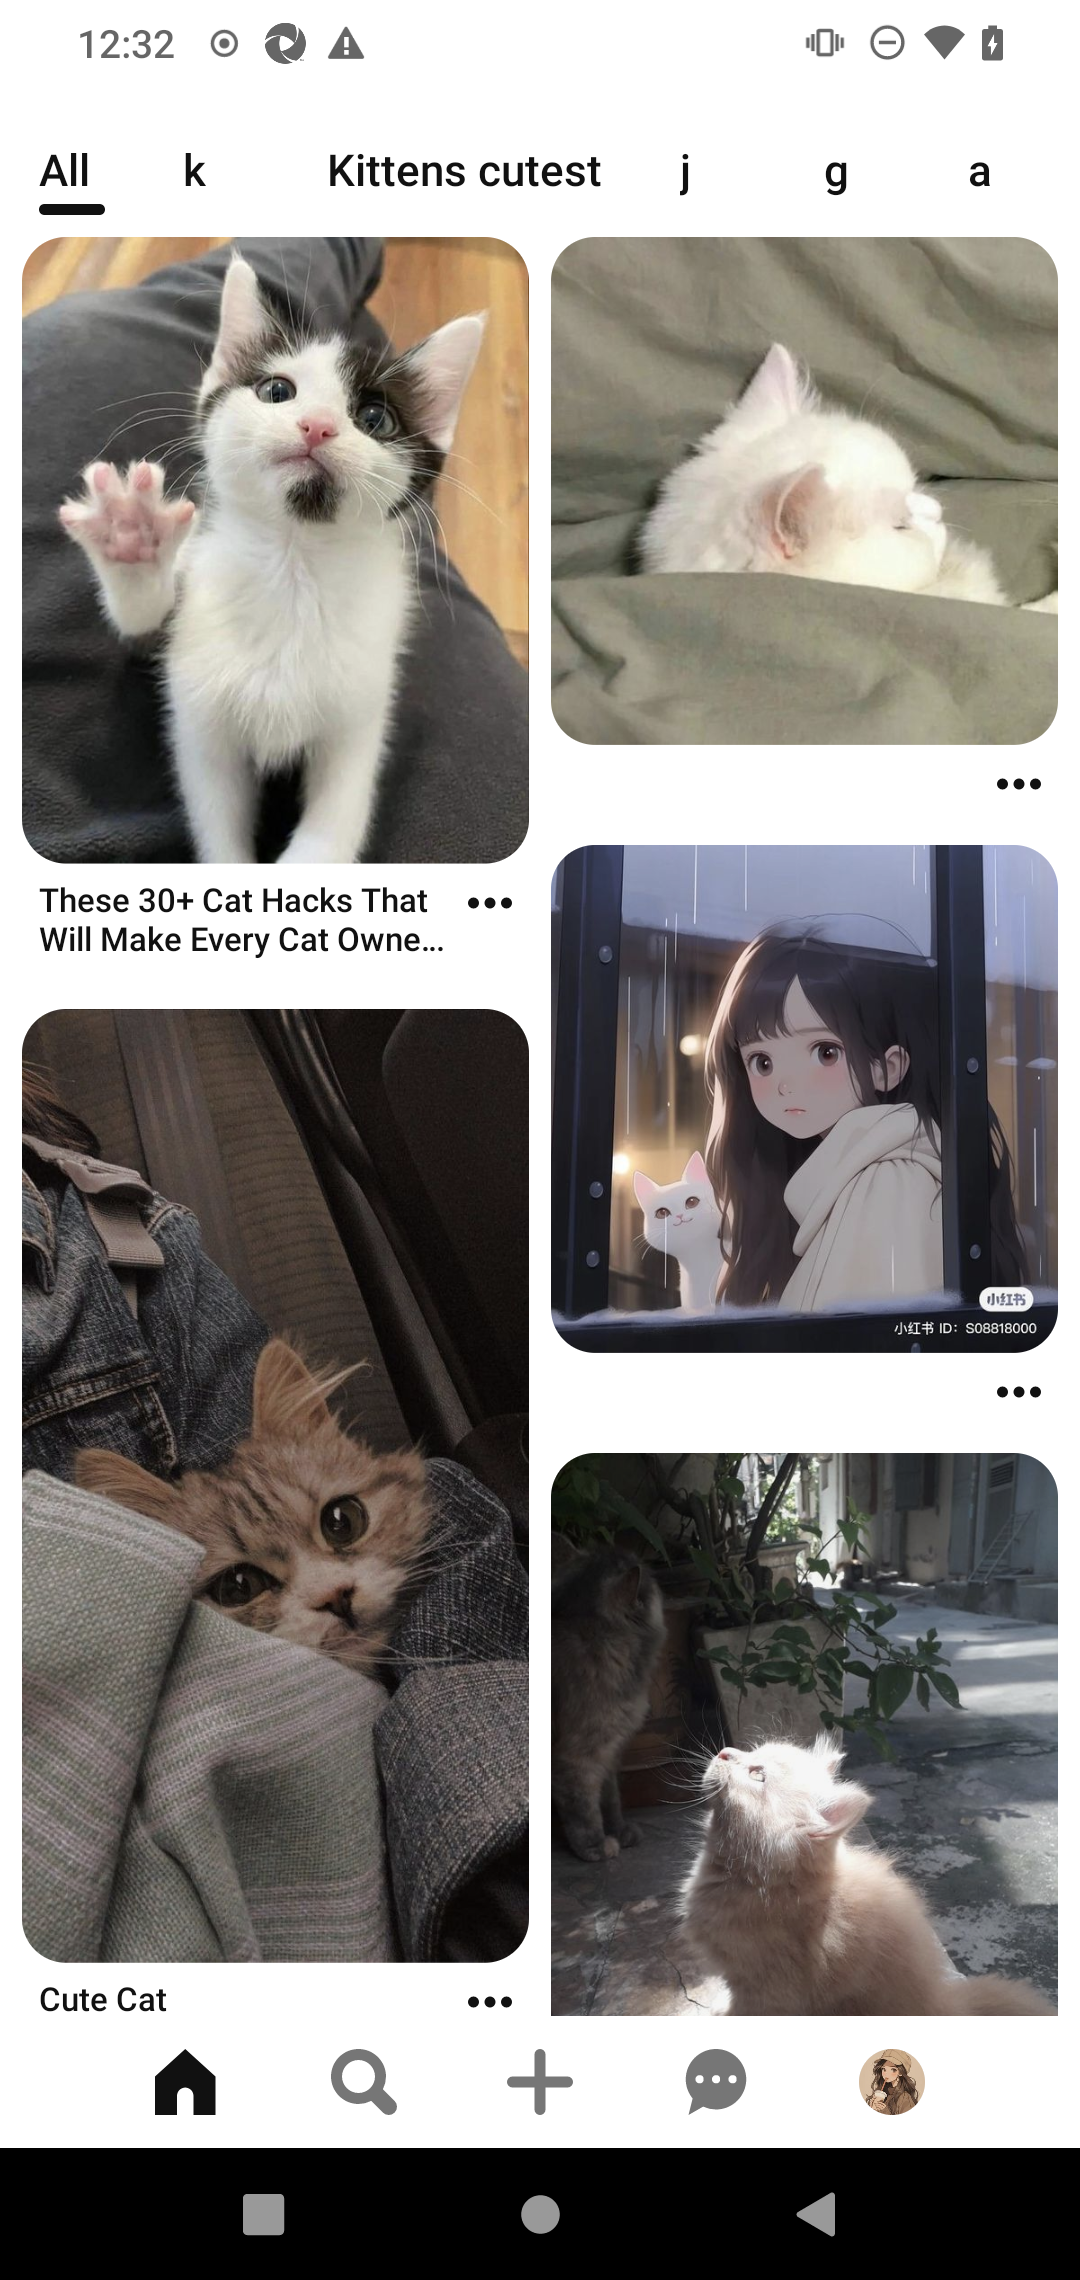 12:32
All k Kittens cutest j g a
These 30+ Cat Hacks That
Will Make Every Cat Owne...
小红书
小红书 ID: S08818000
Cute Cat